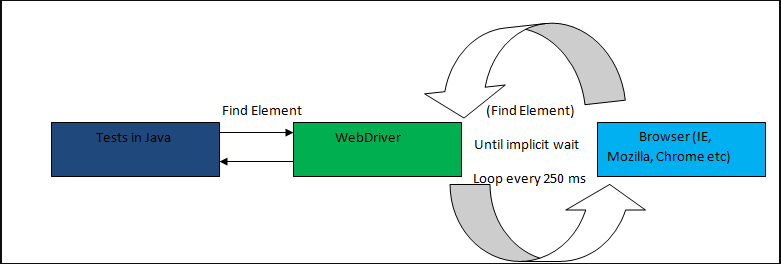 Find Element
Tests in Java
WebDriver
(Find Element)
Until implicit wait
Loop every 250 ms
Browser (IE,
Mozilla, Chrome etc)